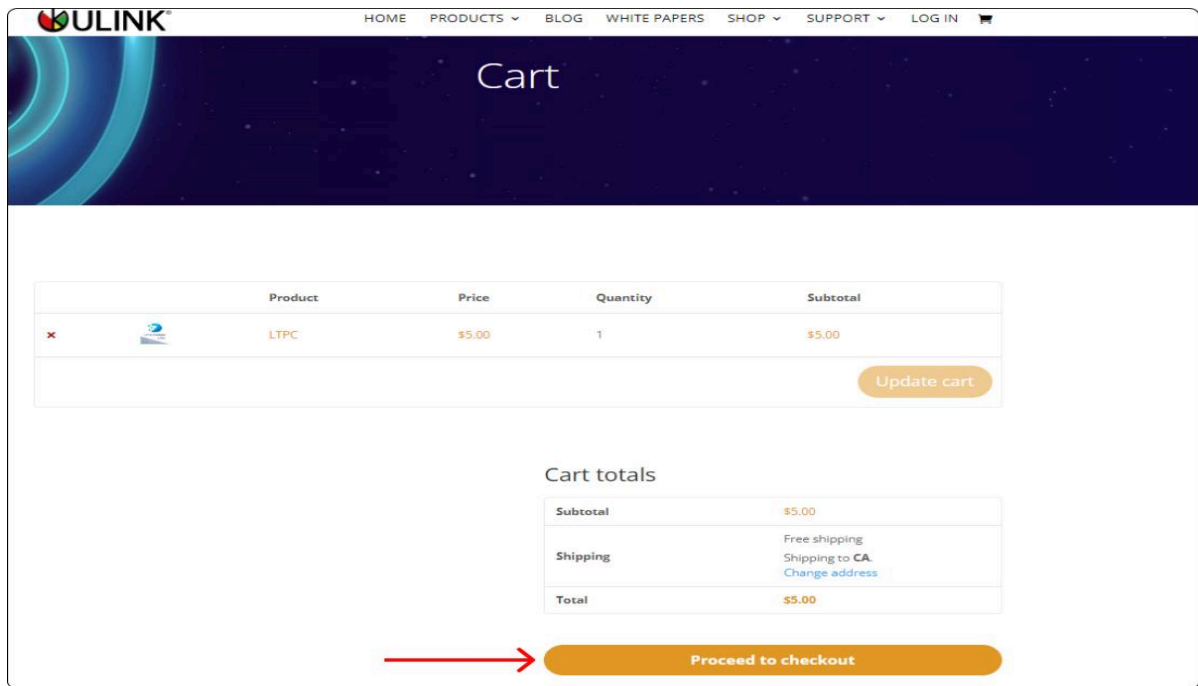 ULINK®
HOME PRODUCTS BLOG WHITE PAPERS SHOP SUPPORT LOG IN
Cart
Product Price Quantity Subtotal
× LTPC $5.00 1 $5.00
Update cart
Cart totals
Subtotal $5.00
Shipping Free shipping
Shipping to CA.
Change address
Total $5.00
Proceed to checkout